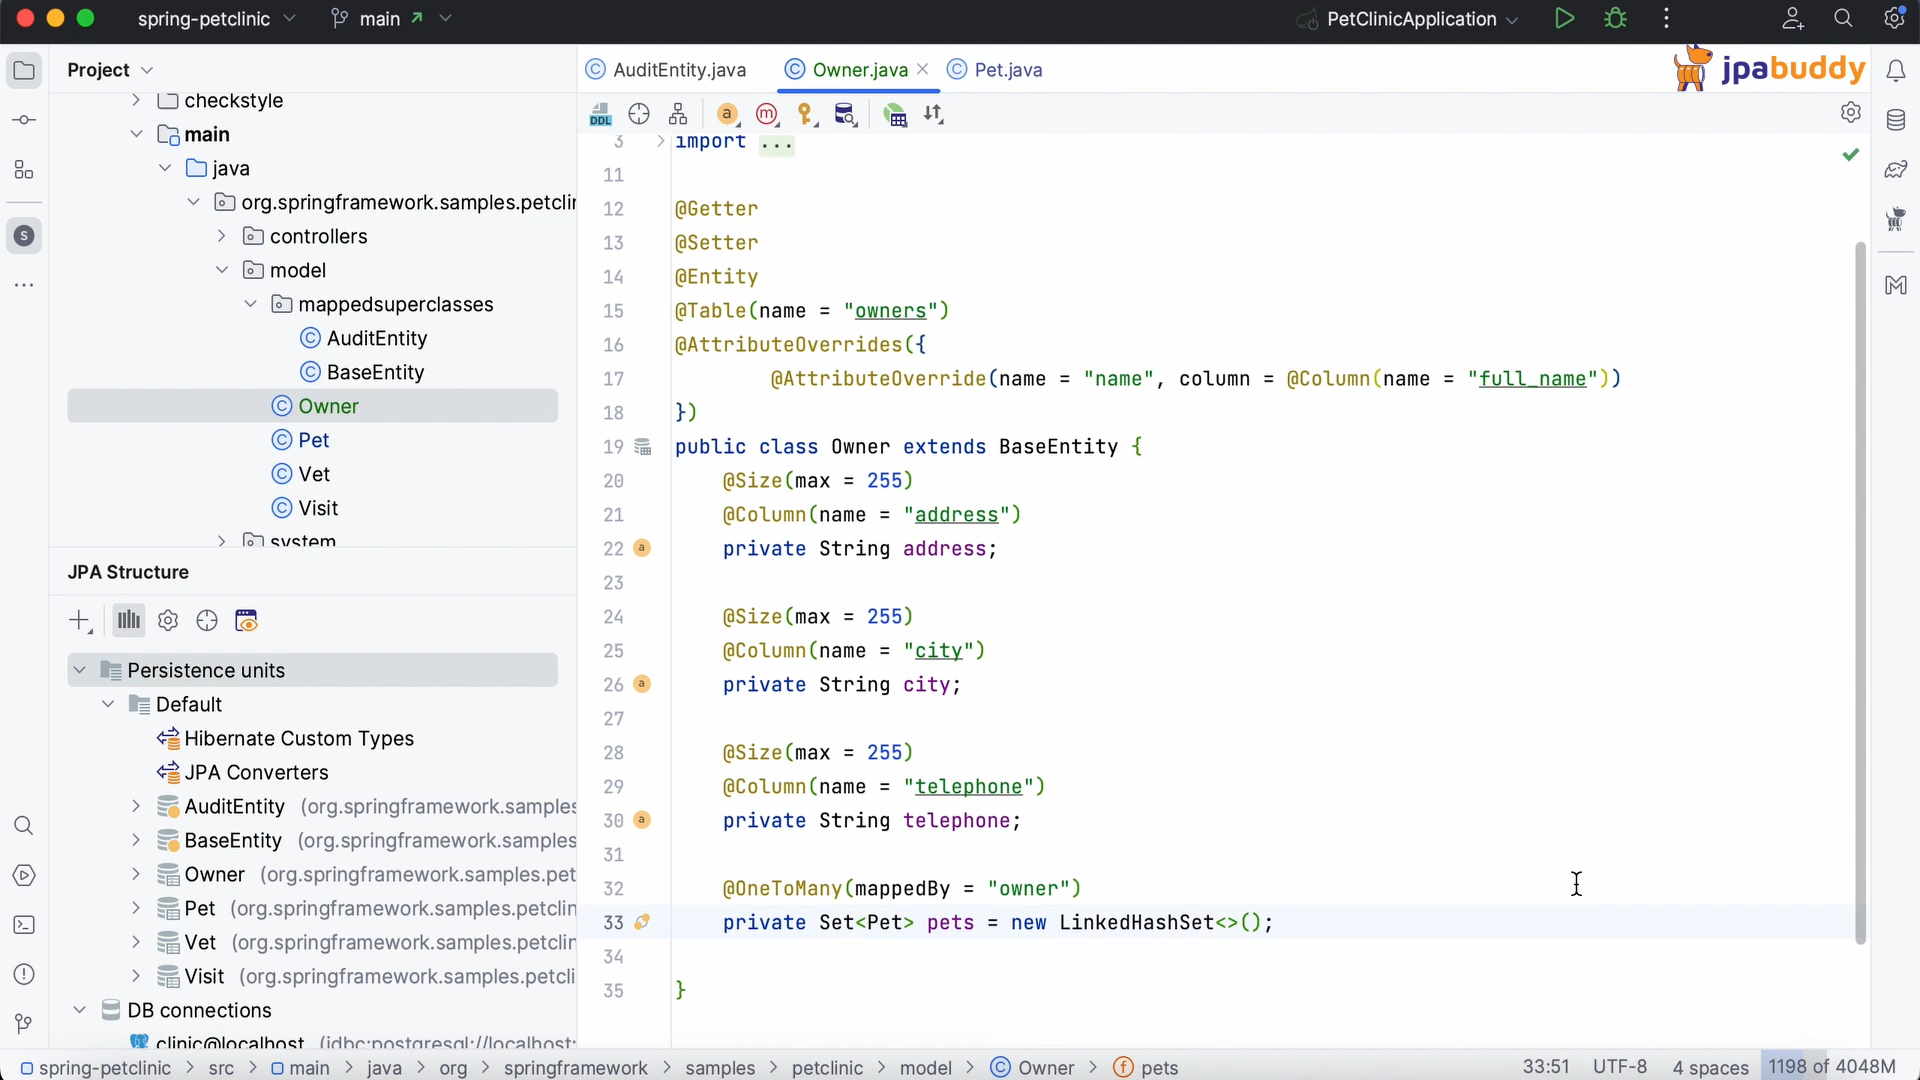 spring-petclinic main PetClinicApplication
Project
checkstyle
main
java
org.springframework.samples.petclin
controllers
model
mappedsuperclasses
AuditEntity
BaseEntity
Owner
Pet
Vet
Visit
system
JPA Structure
Persistence units
Default
Hibernate Custom Types
JPA Converters
AuditEntity (org.springframework.samples
BaseEntity (org.springframework.samples
Owner (org.springframework.samples.pet
Pet (org.springframework.samples.petclin
Vet (org.springframework.samples.petclin
Visit (org.springframework.samples.petcli
DB connections
clinic@localhost (jdbc:postgresql://localhost:
AuditEntity.java Owner.java Pet.java
jpabuddy
DDL a m
3 import ...
11
12 @Getter
13 @Setter
14 @Entity
15 @Table(name = "owners")
16 @AttributeOverrides({
17 @AttributeOverride(name = "name", column = @Column(name = "full_name"))
18 })
19 public class Owner extends BaseEntity {
20 @Size(max = 255)
21 @Column(name = "address")
22 a private String address;
23
24 @Size(max = 255)
25 @Column(name = "city")
26 a private String city;
27
28 @Size(max = 255)
29 @Column(name = "telephone")
30 a private String telephone;
31
32 @OneToMany(mappedBy = "owner")
33 private Set<Pet> pets = new LinkedHashSet<>();
34
35 }
spring-petclinic > src > main > java > org > springframework > samples > petclinic > model > Owner > pets 33:51 UTF-8 4 spaces 1198 of 4048M